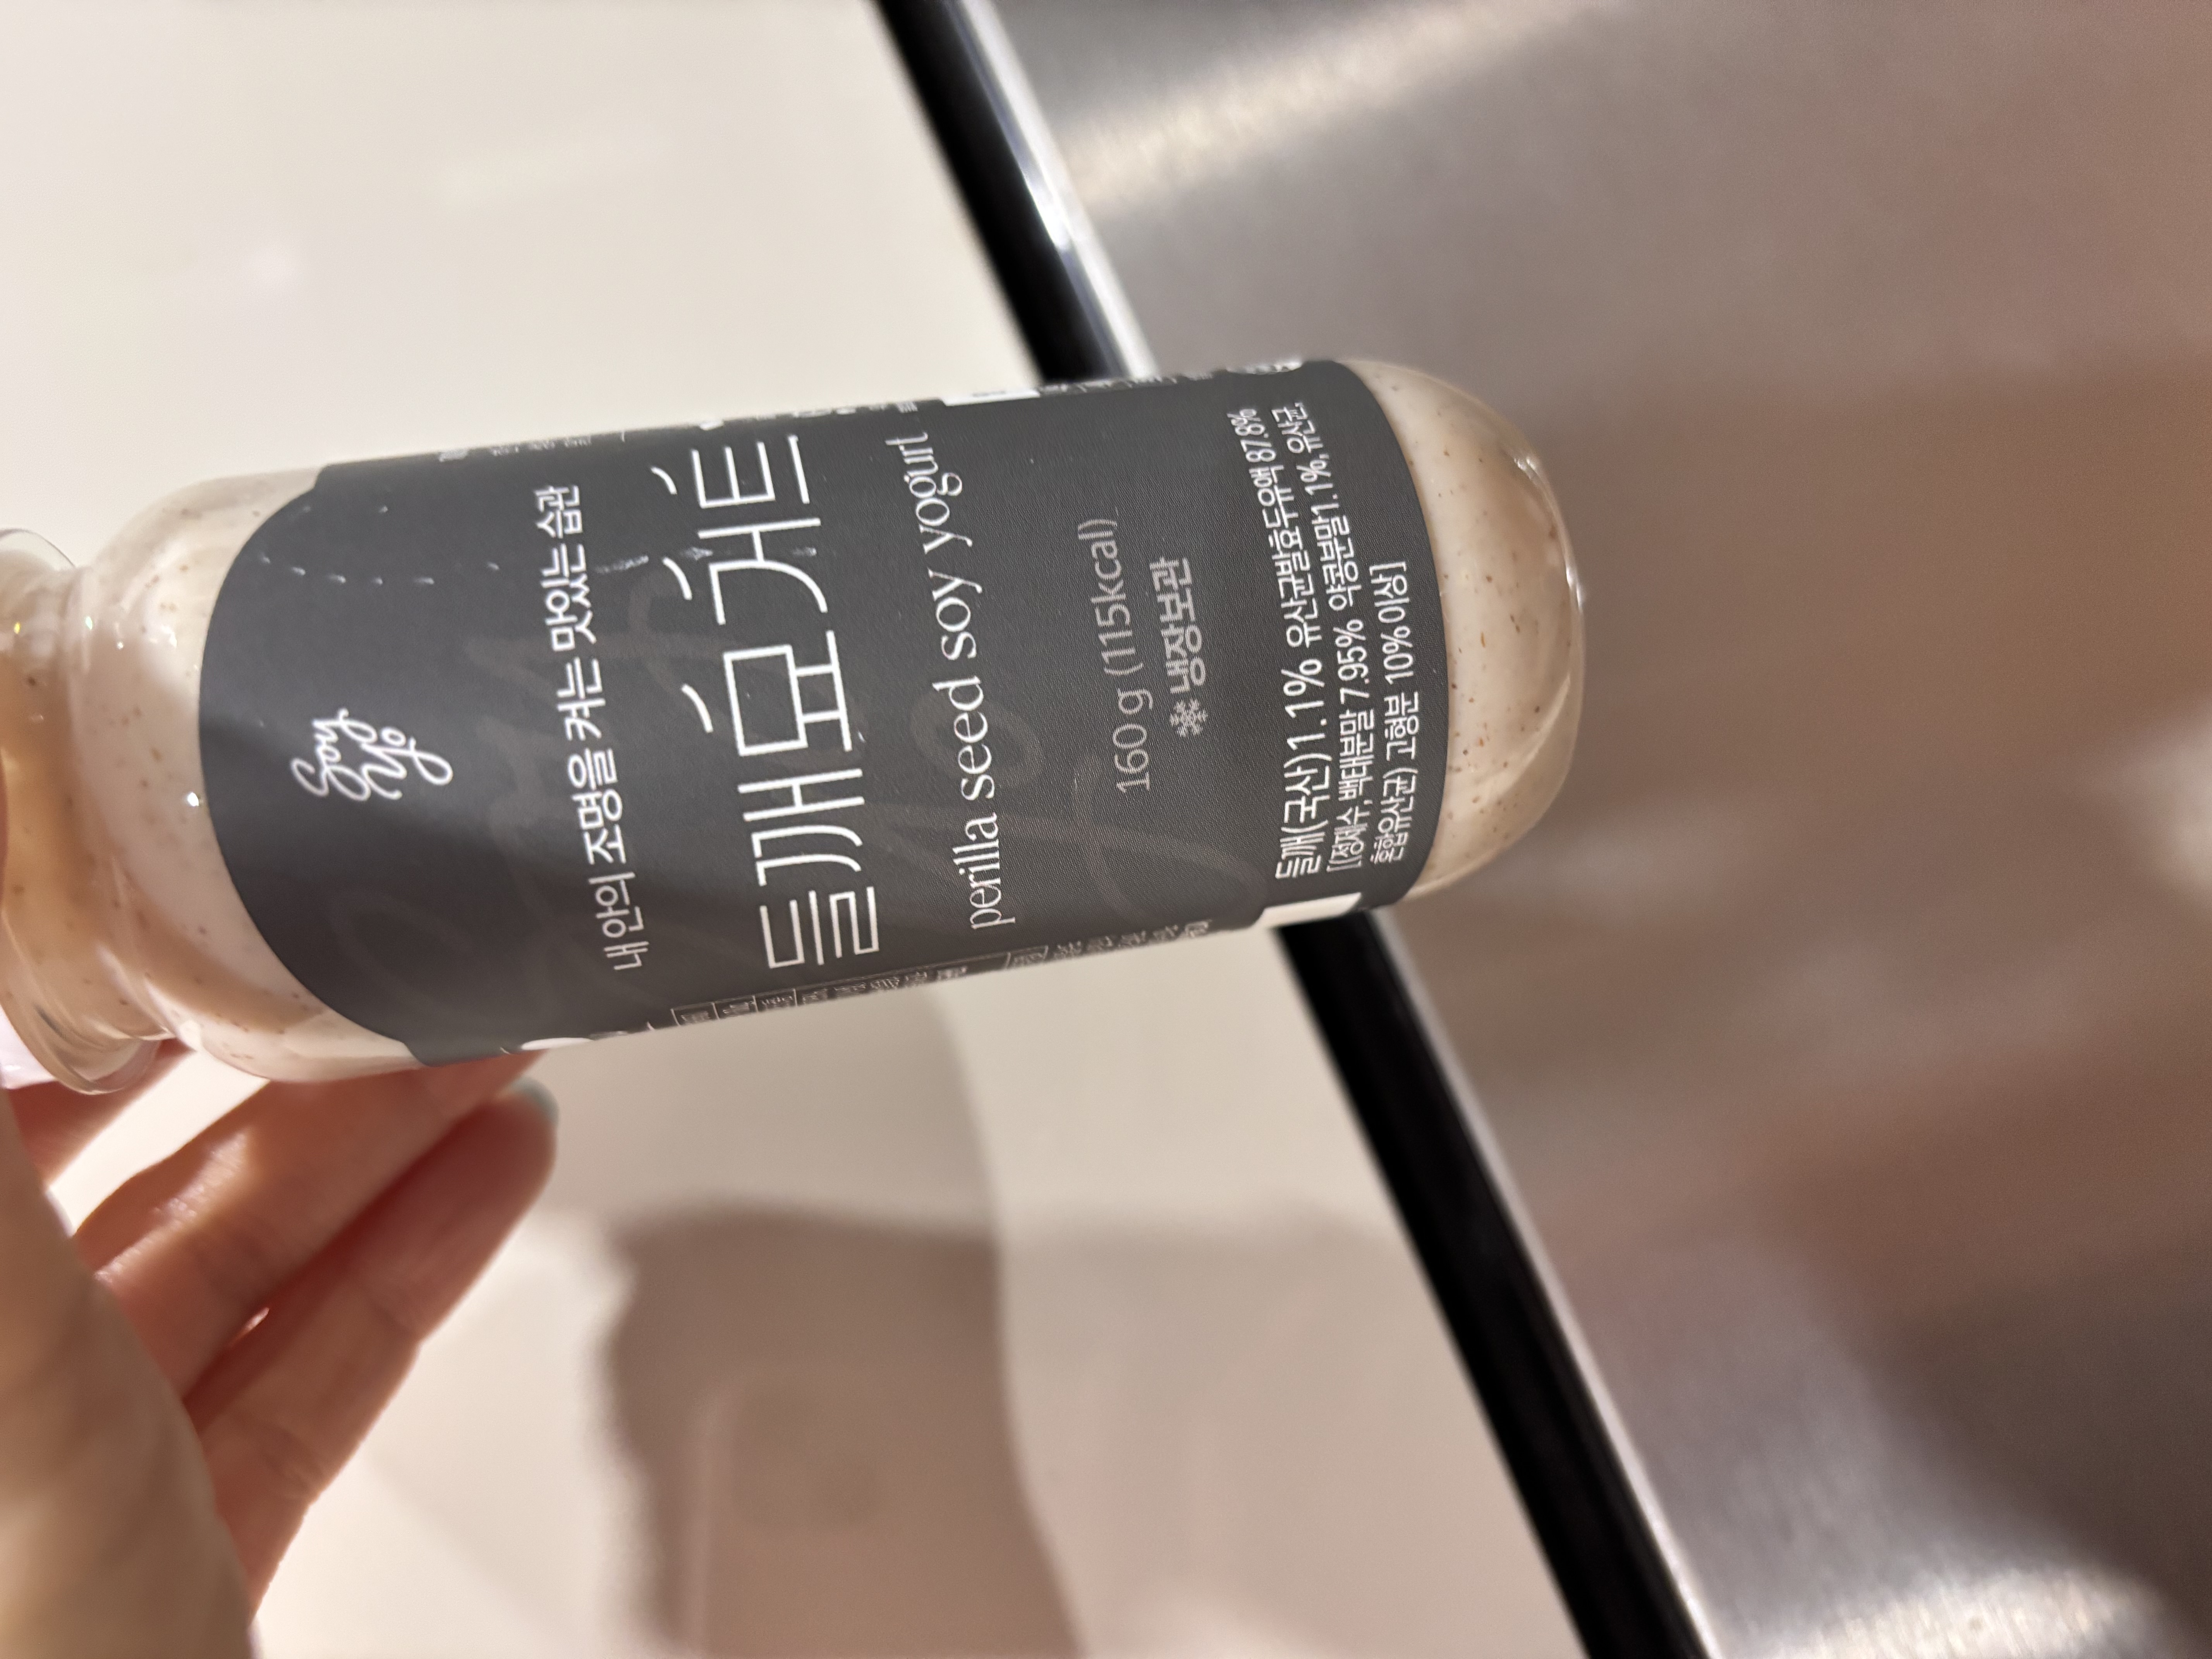 Soy
Yo
내 안의 조명을 켜는 맛있는 습관
들깨요거트
perilla seed soy yogurt
160 g (115kcal)
냉장보관
들깨(국산)1.1% 유산균발효두유액 87.8%
[(정제수, 백태분말 7.95% 약콩분말1.1%, 유산균,
혼합유산균) 고형분 10%이상]